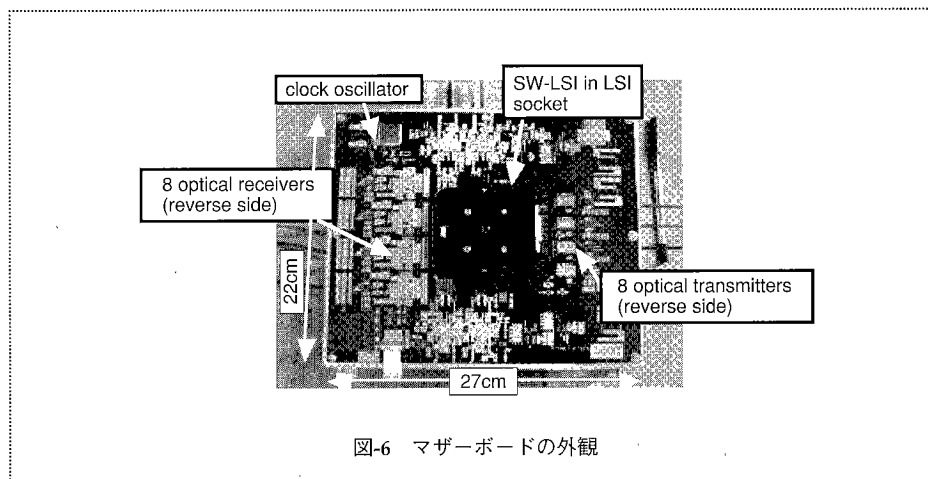 clock oscillator
SW-LSI in LSI
socket
8 optical receivers
(reverse side)
22cm
8 optical transmitters
(reverse side)
27cm
図-6 マザーボードの外観